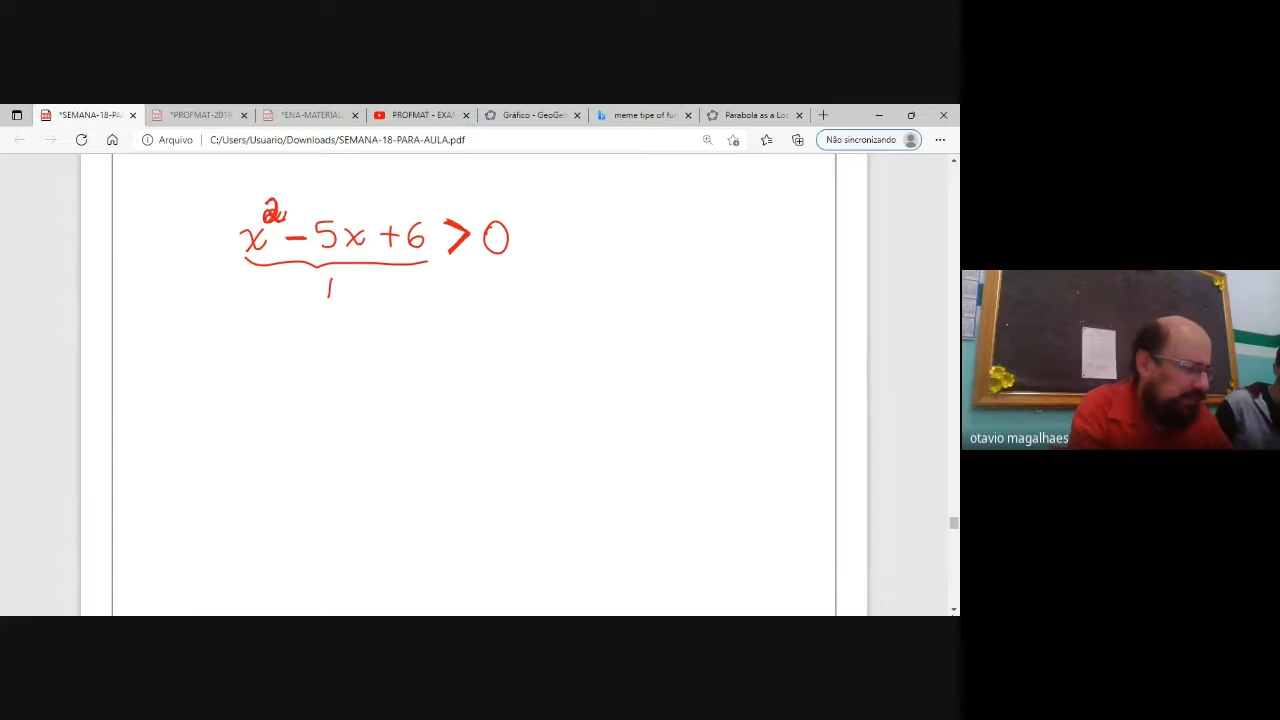 *SEMANA-18-PA
*PROFMAT-2019
*ENA-MATERIAL
PROFMAT - EXA
Gráfico - GeoGe
meme tipe of fu
Parabola as a Lo
Arquivo
C:/Users/Usuario/Downloads/SEMANA-18-PARA-AULA.pdf
Não sincronizando
x² - 5x + 6 > 0
otavio magalhaes